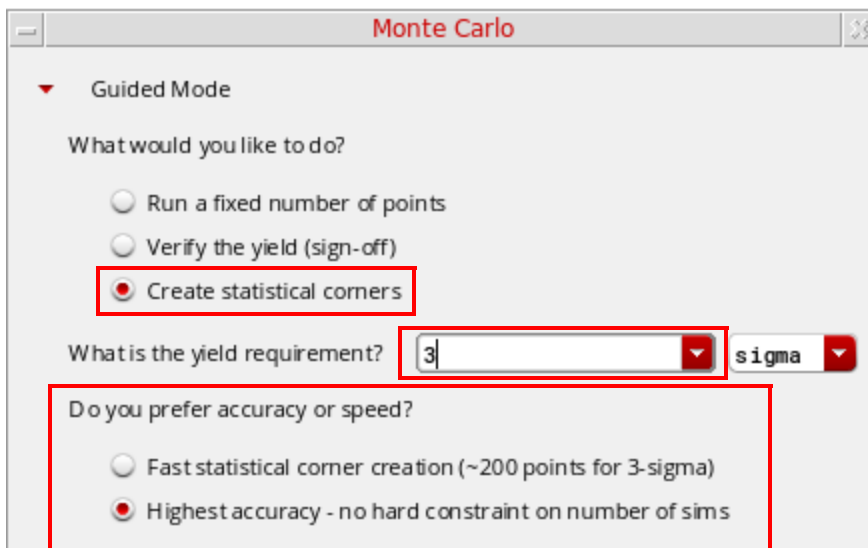 Monte Carlo
Guided Mode
What would you like to do?
Run a fixed number of points
Verify the yield (sign-off)
Create statistical corners
What is the yield requirement? 3 sigma
Do you prefer accuracy or speed?
Fast statistical corner creation (~200 points for 3-sigma)
Highest accuracy - no hard constraint on number of sims